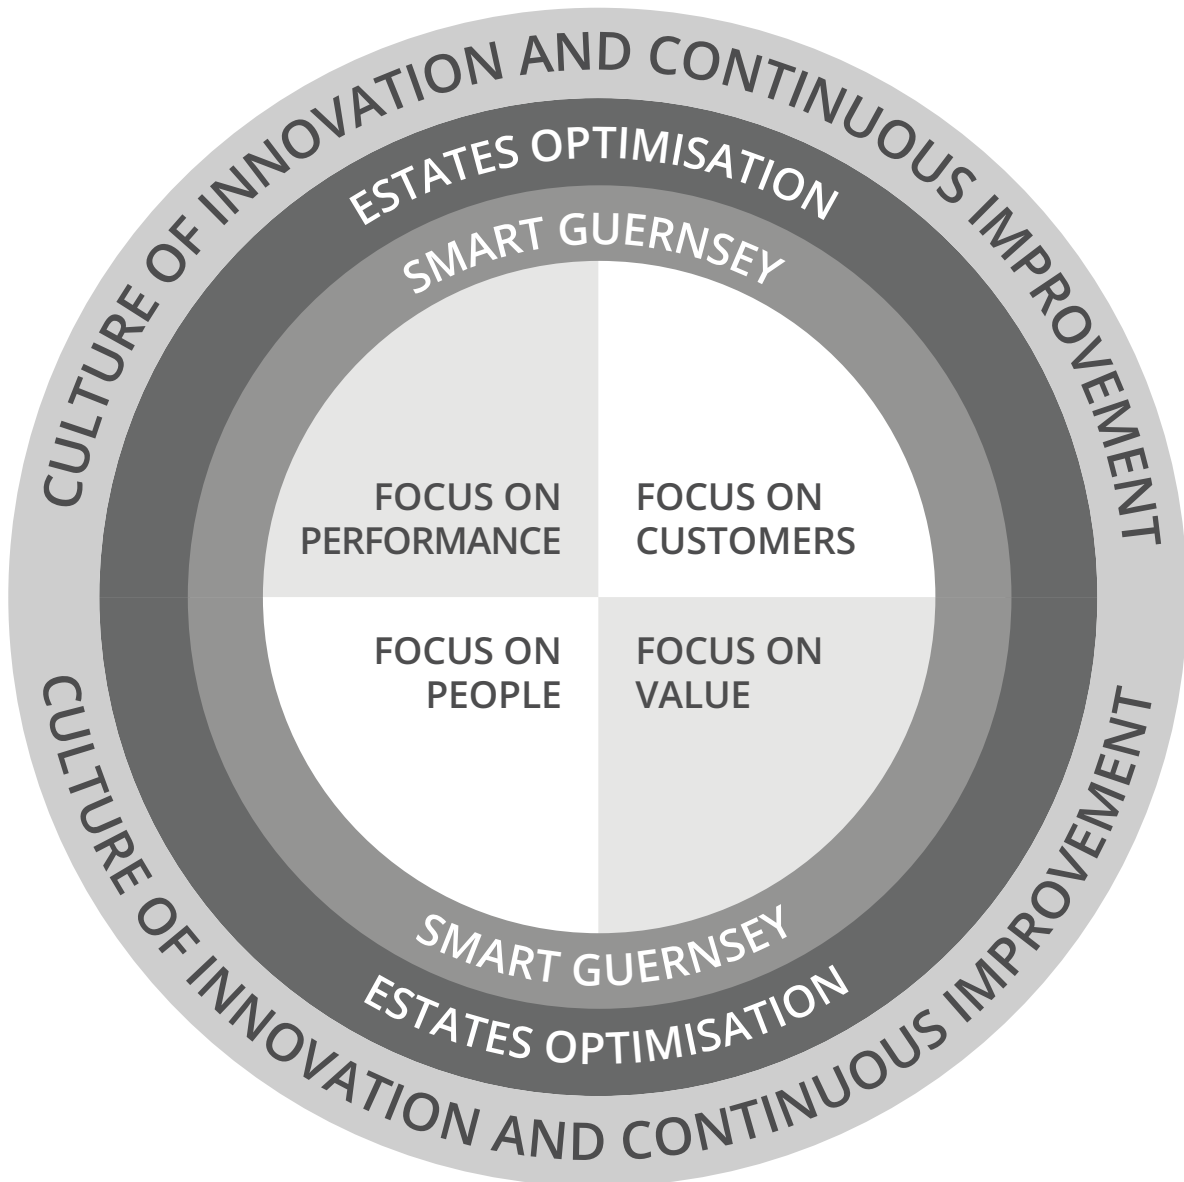 CULTURE OF INNOVATION AND CONTINUOUS IMPROVEMENT
ESTATES OPTIMISATION
SMART GUERNSEY
FOCUS ON
PERFORMANCE
FOCUS ON
CUSTOMERS
FOCUS ON
PEOPLE
FOCUS ON
VALUE
SMART GUERNSEY
ESTATES OPTIMISATION
CULTURE OF INNOVATION AND CONTINUOUS IMPROVEMENT